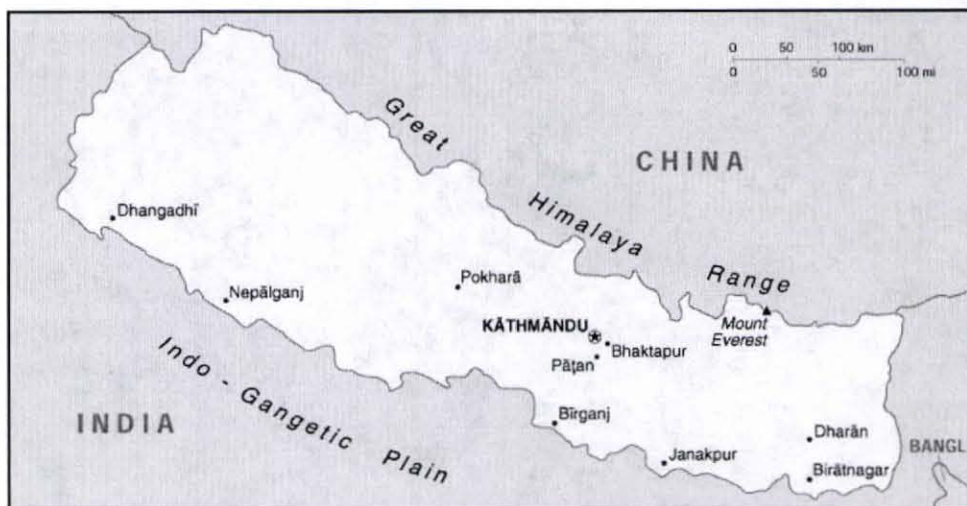 0 50 100 km
0 50 100 mi
Great
Himalaya
Range
CHINA
Dhangadhī
Nepālganj
Pokharā
KĀTHMĀNDU
Mount
Everest
Bhaktapur
Pāṭan
Indo - Gangetic Plain
INDIA
Bīrganj
Janakpur
Dharān
BANGL
Birātnagar